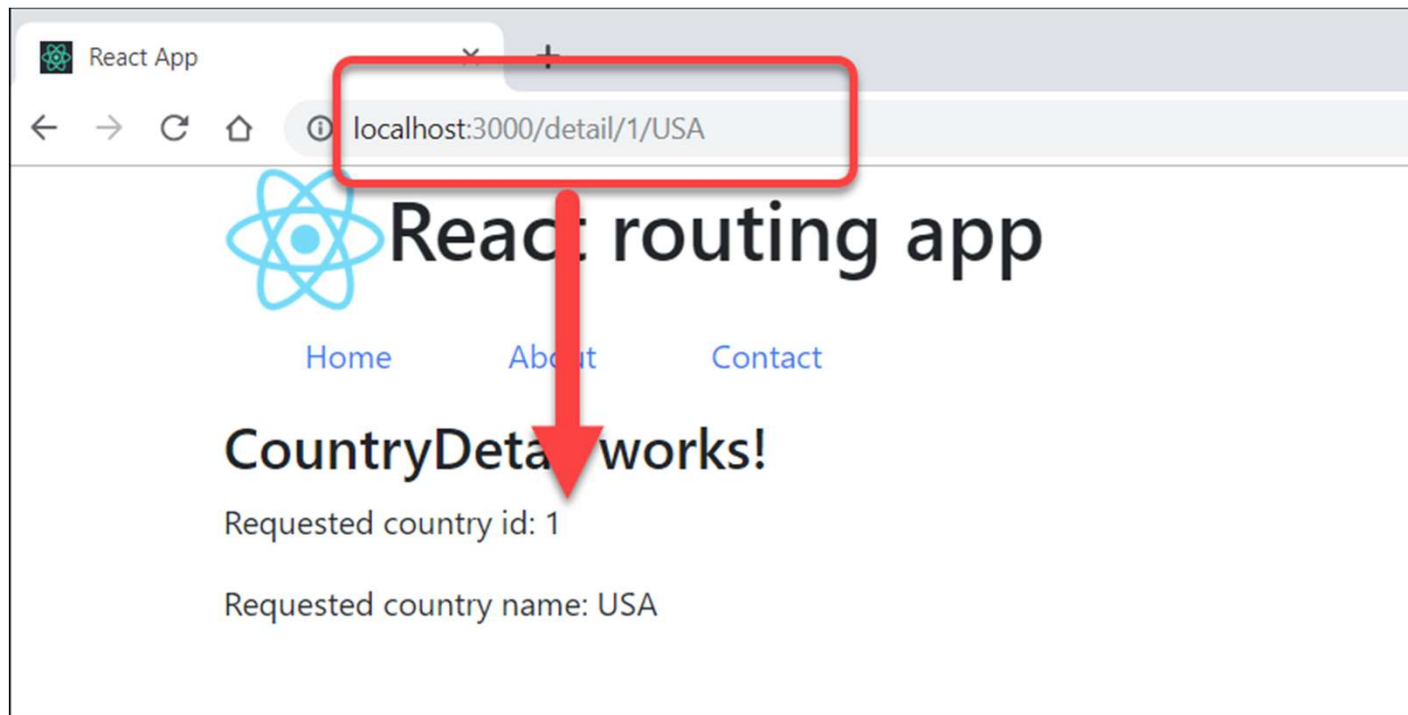 React App
localhost:3000/detail/1/USA
React routing app
Home About Contact
CountryDetail works!
Requested country id: 1
Requested country name: USA